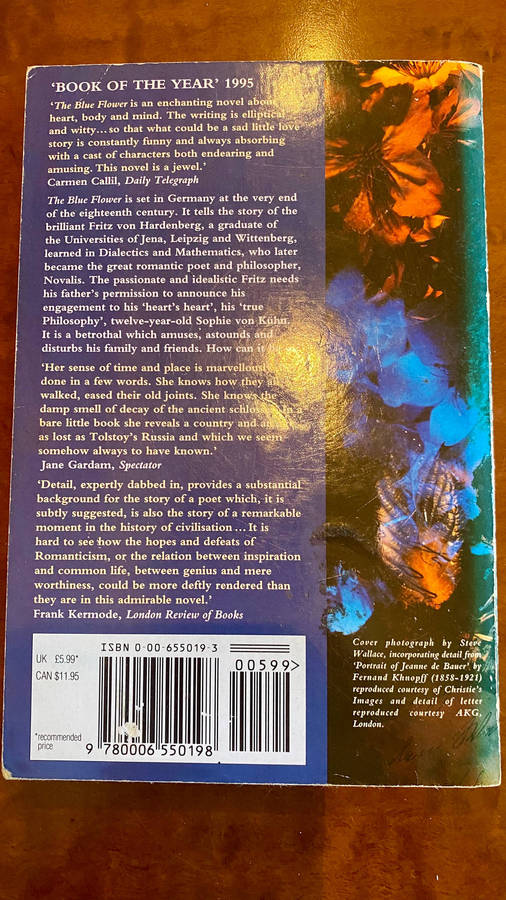 ‘BOOK OF THE YEAR’ 1995
‘The Blue Flower is an enchanting novel about
heart, body and mind. The writing is elliptical
and witty…so that what could be a sad little love
story is constantly funny and always absorbing
with a cast of characters both endearing and
amusing. This novel is a jewel.’
Carmen Callil, Daily Telegraph
The Blue Flower is set in Germany at the very end
of the eighteenth century. It tells the story of the
brilliant Fritz von Hardenberg, a graduate of
the Universities of Jena, Leipzig and Wittenberg,
learned in Dialectics and Mathematics, who later
became the great romantic poet and philosopher,
Novalis. The passionate and idealistic Fritz needs
his father’s permission to announce his
engagement to his ‘heart’s heart’, his ‘true
Philosophy’, twelve-year-old Sophie von Kühn.
It is a betrothal which amuses, astounds and
disturbs his family and friends. How can it
‘Her sense of time and place is marvellously
done in a few words. She knows how they all
walked, eased their old joints. She knows the
damp smell of decay of the ancient schloss. In a
bare little book she reveals a country and an
as lost as Tolstoy’s Russia and which we seem
somehow always to have known.’
Jane Gardam, Spectator
‘Detail, expertly dabbed in, provides a substantial
background for the story of a poet which, it is
subtly suggested, is also the story of a remarkable
moment in the history of civilisation…It is
hard to see how the hopes and defeats of
Romanticism, or the relation between inspiration
and common life, between genius and mere
worthiness, could be more deftly rendered than
they are in this admirable novel.’
Frank Kermode, London Review of Books
UK £5.99*
CAN $11.95
*recommended
price
ISBN 0-00-655019-3
00599>
9 780006 550198
Cover photograph by Steve
Wallace, incorporating detail from
‘Portrait of Jeanne de Bauer’ by
Fernand Khnopff (1858-1921)
reproduced courtesy of Christie’s
Images and detail of letter
reproduced courtesy AKG,
London.